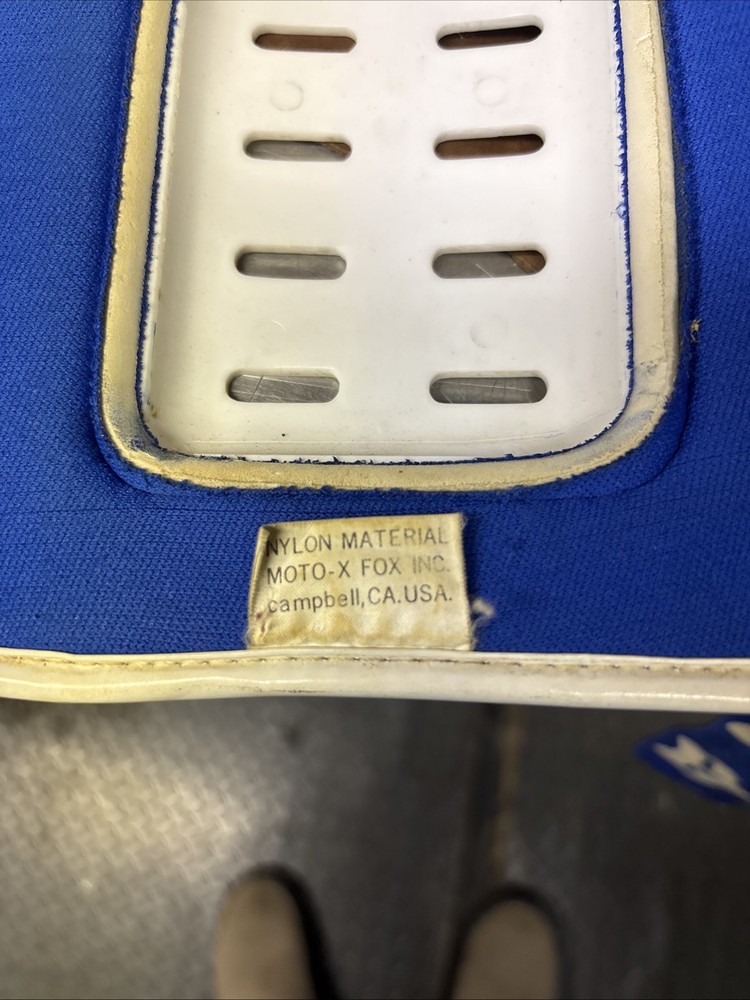 NYLON MATERIAL
MOTO-X FOX INC.
campbell,CA.USA.